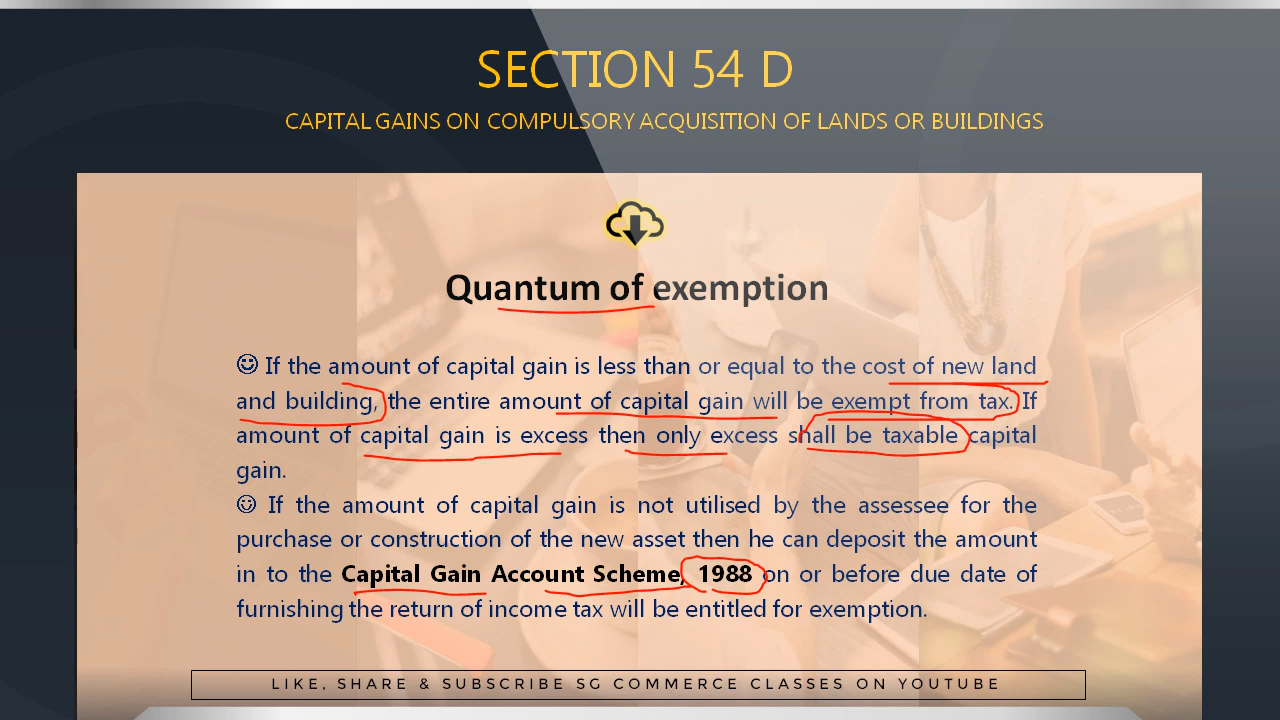 SECTION 54 D
CAPITAL GAINS ON COMPULSORY ACQUISITION OF LANDS OR BUILDINGS
Quantum of exemption
☺ If the amount of capital gain is less than or equal to the cost of new land
and building, the entire amount of capital gain will be exempt from tax. If
amount of capital gain is excess then only excess shall be taxable capital
gain.
☺ If the amount of capital gain is not utilised by the assessee for the
purchase or construction of the new asset then he can deposit the amount
in to the Capital Gain Account Scheme, 1988 on or before due date of
furnishing the return of income tax will be entitled for exemption.
LIKE, SHARE & SUBSCRIBE SG COMMERCE CLASSES ON YOUTUBE